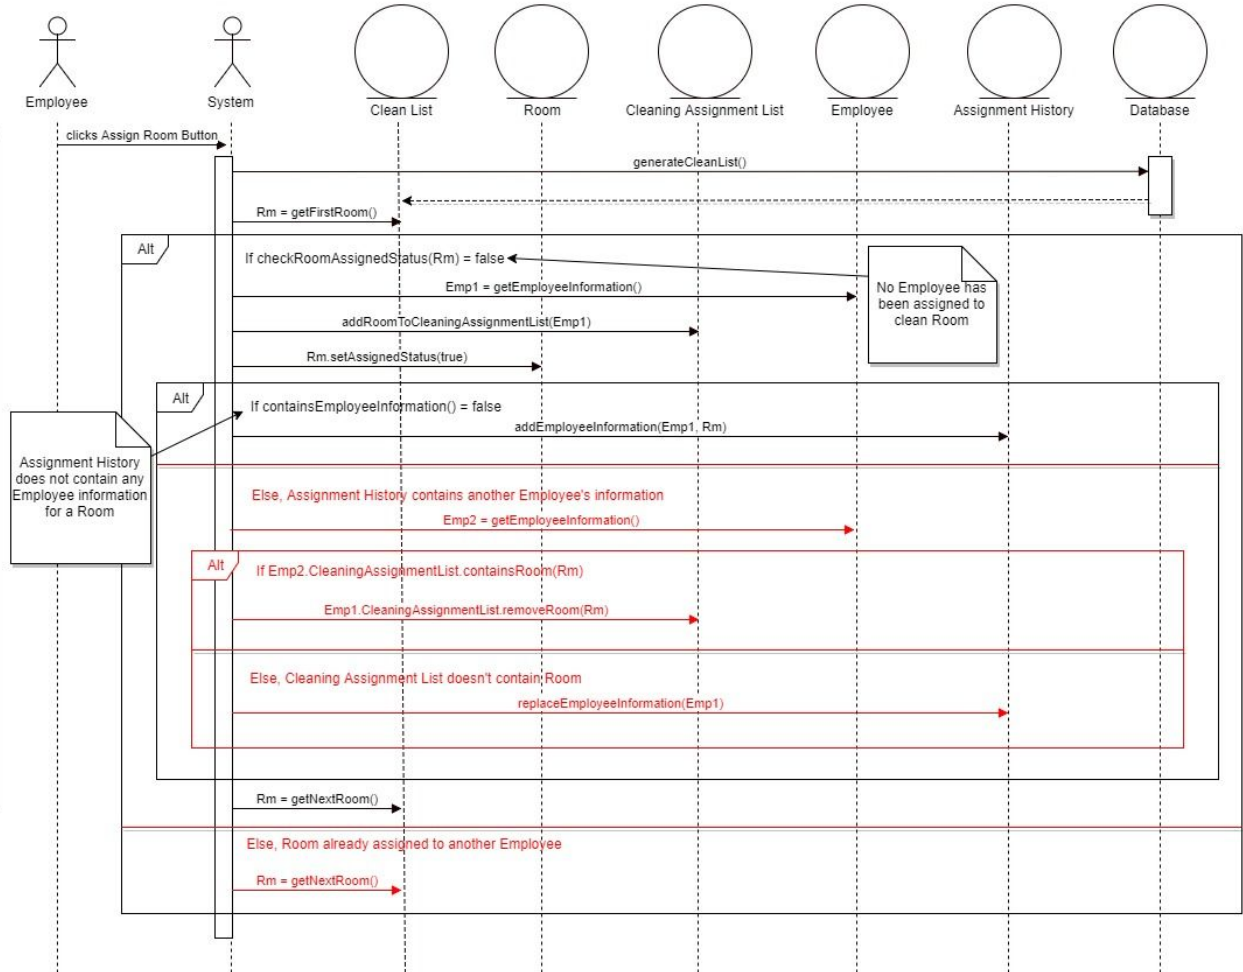 Employee
System
Clean List
Room
Cleaning Assignment List
Employee
Assignment History
Database
clicks Assign Room Button
generateCleanList()
Rm = getFirstRoom()
Alt
If checkRoomAssignedStatus(Rm) = false
No Employee has
been assigned to
clean Room
Emp1 = getEmployeeInformation()
addRoomToCleaningAssignmentList(Emp1)
Rm.setAssignedStatus(true)
Alt
If containsEmployeeInformation() = false
addEmployeeInformation(Emp1, Rm)
Assignment History
does not contain any
Employee information
for a Room
Else, Assignment History contains another Employee's information
Emp2 = getEmployeeInformation()
Alt
If Emp2.CleaningAssignmentList.containsRoom(Rm)
Emp1.CleaningAssignmentList.removeRoom(Rm)
Else, Cleaning Assignment List doesn't contain Room
replaceEmployeeInformation(Emp1)
Rm = getNextRoom()
Else, Room already assigned to another Employee
Rm = getNextRoom()